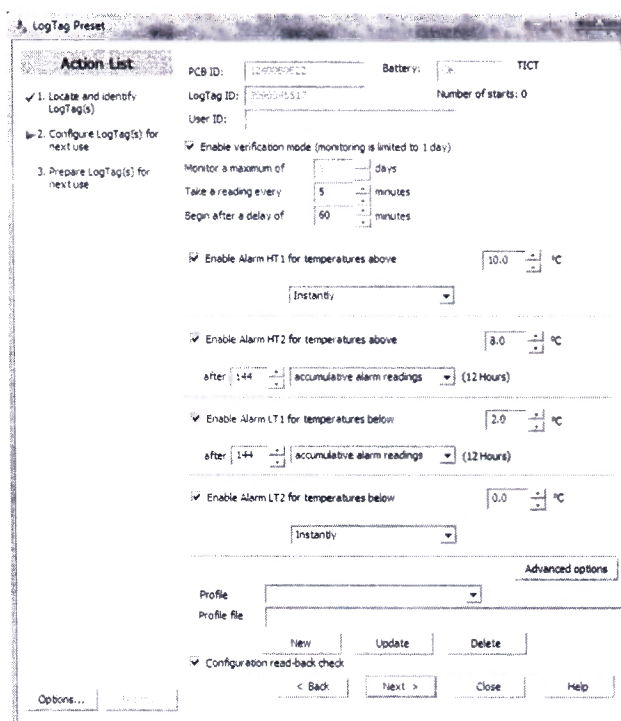 LogTag Preset
Action List
1. Locate and identify
LogTag(s)
2. Configure LogTag(s) for
next use
3. Prepare LogTag(s) for
next use
PCB ID:
Battery:
TICT
LogTag ID:
Number of starts: 0
User ID:
Enable verification mode (monitoring is limited to 1 day)
Monitor a maximum of
days
Take a reading every 5 minutes
Begin after a delay of 60 minutes
Enable Alarm HT1 for temperatures above 10.0 °C
Instantly
Enable Alarm HT2 for temperatures above 8.0 °C
after 144 accumulative alarm readings (12 Hours)
Enable Alarm LT1 for temperatures below 2.0 °C
after 144 accumulative alarm readings (12 Hours)
Enable Alarm LT2 for temperatures below 0.0 °C
Instantly
Advanced options
Profile
Profile file
New Update Delete
Configuration read-back check
Options... < Back Next > Close Help